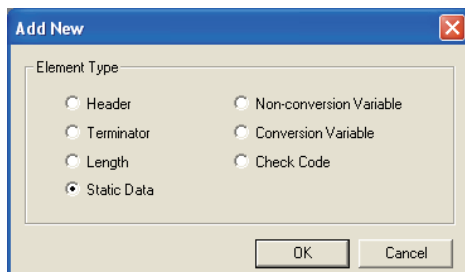 Add New
Element Type
Header
Non-conversion Variable
Terminator
Conversion Variable
Length
Check Code
Static Data
OK
Cancel